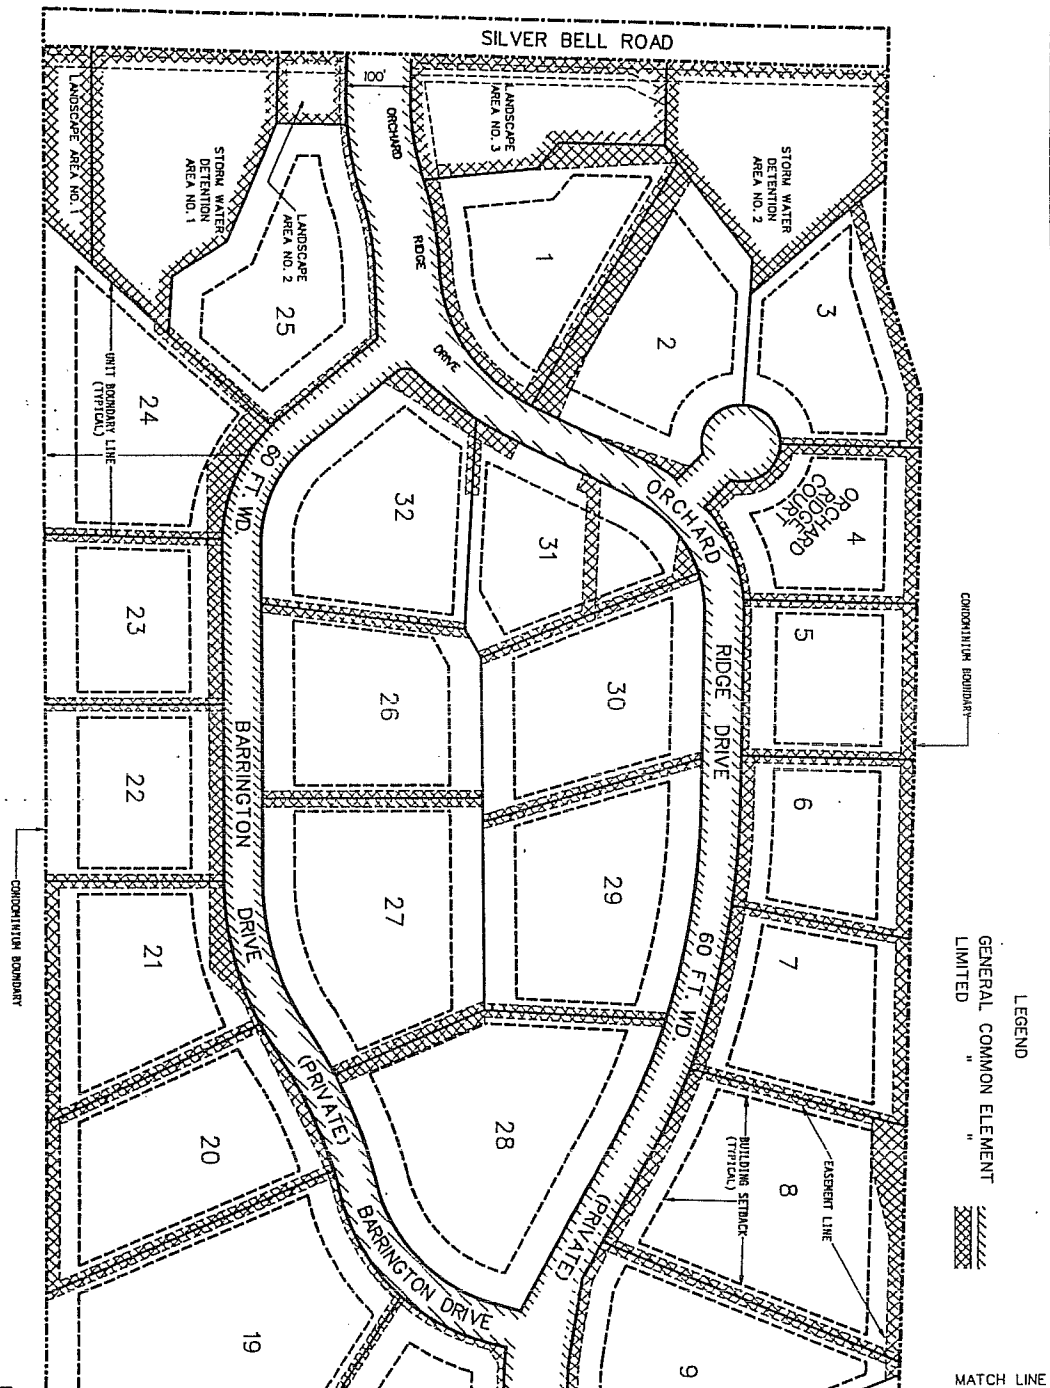 SILVER BELL ROAD
100'
ORCHARD
RIDGE
DRIVE
LANDSCAPE AREA NO. 1
STORM WATER
DETENTION
AREA NO. 1
LANDSCAPE
AREA NO. 2
LANDSCAPE
AREA NO. 3
STORM WATER
DETENTION
AREA NO. 2
1
2
3
25
24
UNIT BOUNDARY LINE
(TYPICAL)
60 FT. WD.
32
31
ORCHARD
ORCHARD
RIDGE
COURT
4
23
26
30
RIDGE DRIVE
5
CONDOMINIUM BOUNDARY
22
BARRINGTON
DRIVE
27
29
6
CONDOMINIUM BOUNDARY
21
60 FT. WD.
7
LEGEND
GENERAL COMMON ELEMENT
LIMITED " "
20
(PRIVATE)
28
BUILDING SETBACK
(TYPICAL)
8
EASEMENT LINE
(PRIVATE)
BARRINGTON DRIVE
19
9
MATCH LINE